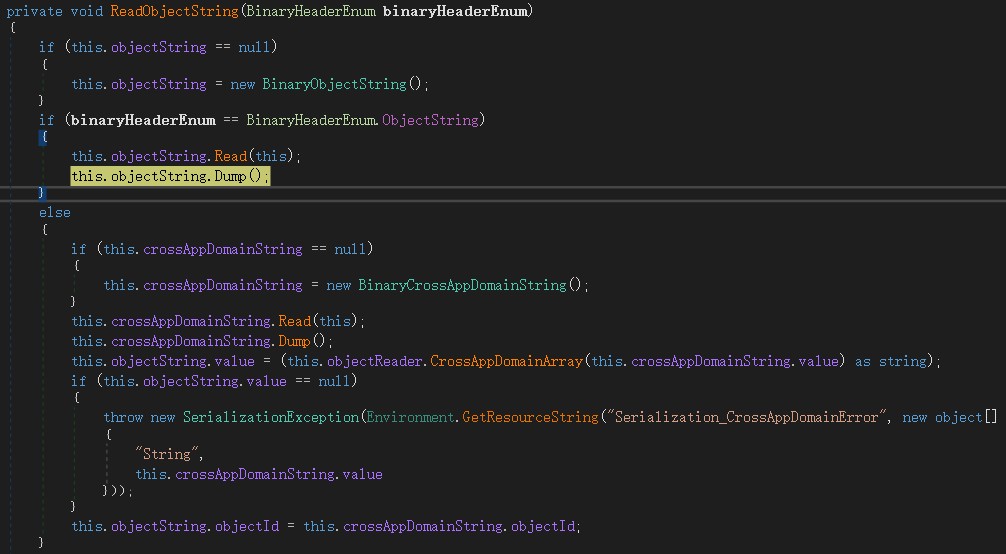 private void ReadObjectString(BinaryHeaderEnum binaryHeaderEnum)
{
if (this.objectString == null)
{
this.objectString = new BinaryObjectString();
}
if (binaryHeaderEnum == BinaryHeaderEnum.ObjectString)
{
this.objectString.Read(this);
this.objectString.Dump();
}
else
{
if (this.crossAppDomainString == null)
{
this.crossAppDomainString = new BinaryCrossAppDomainString();
}
this.crossAppDomainString.Read(this);
this.crossAppDomainString.Dump();
this.objectString.value = (this.objectReader.CrossAppDomainArray(this.crossAppDomainString.value) as string);
if (this.objectString.value == null)
{
throw new SerializationException(Environment.GetResourceString("Serialization_CrossAppDomainError", new object[]
{
"String",
this.crossAppDomainString.value
}));
}
this.objectString.objectId = this.crossAppDomainString.objectId;
}